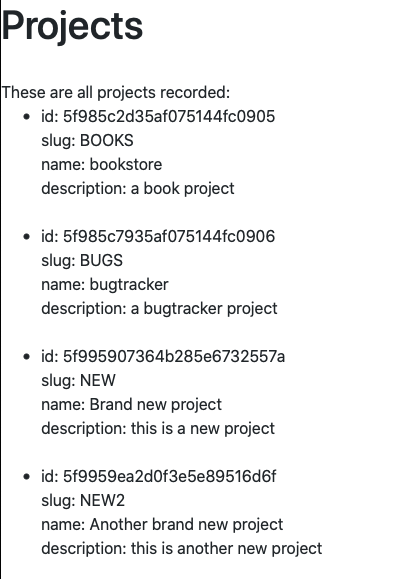 Projects
These are all projects recorded:
id: 5f985c2d35af075144fc0905
slug: BOOKS
name: bookstore
description: a book project
id: 5f985c7935af075144fc0906
slug: BUGS
name: bugtracker
description: a bugtracker project
id: 5f995907364b285e6732557a
slug: NEW
name: Brand new project
description: this is a new project
id: 5f9959ea2d0f3e5e89516d6f
slug: NEW2
name: Another brand new project
description: this is another new project